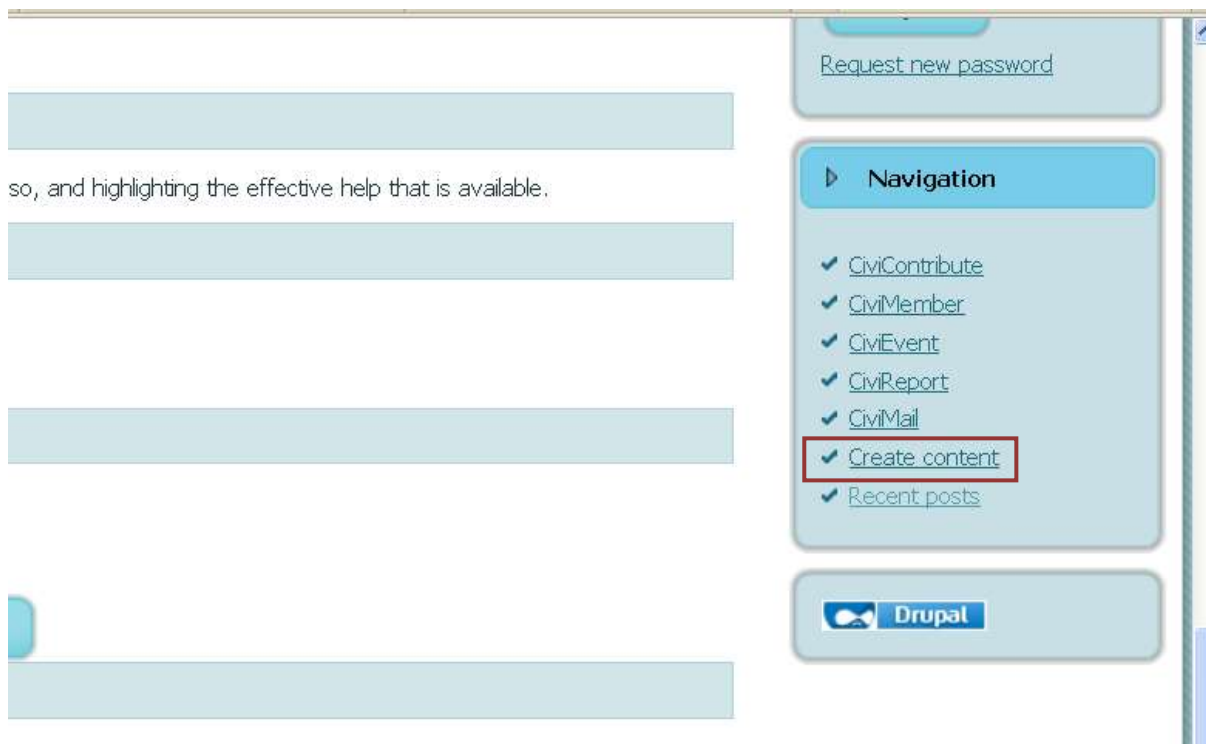 Request new password
so, and highlighting the effective help that is available.
Navigation
CiviContribute
CiviMember
CiviEvent
CiviReport
CiviMail
Create content
Recent posts
Drupal